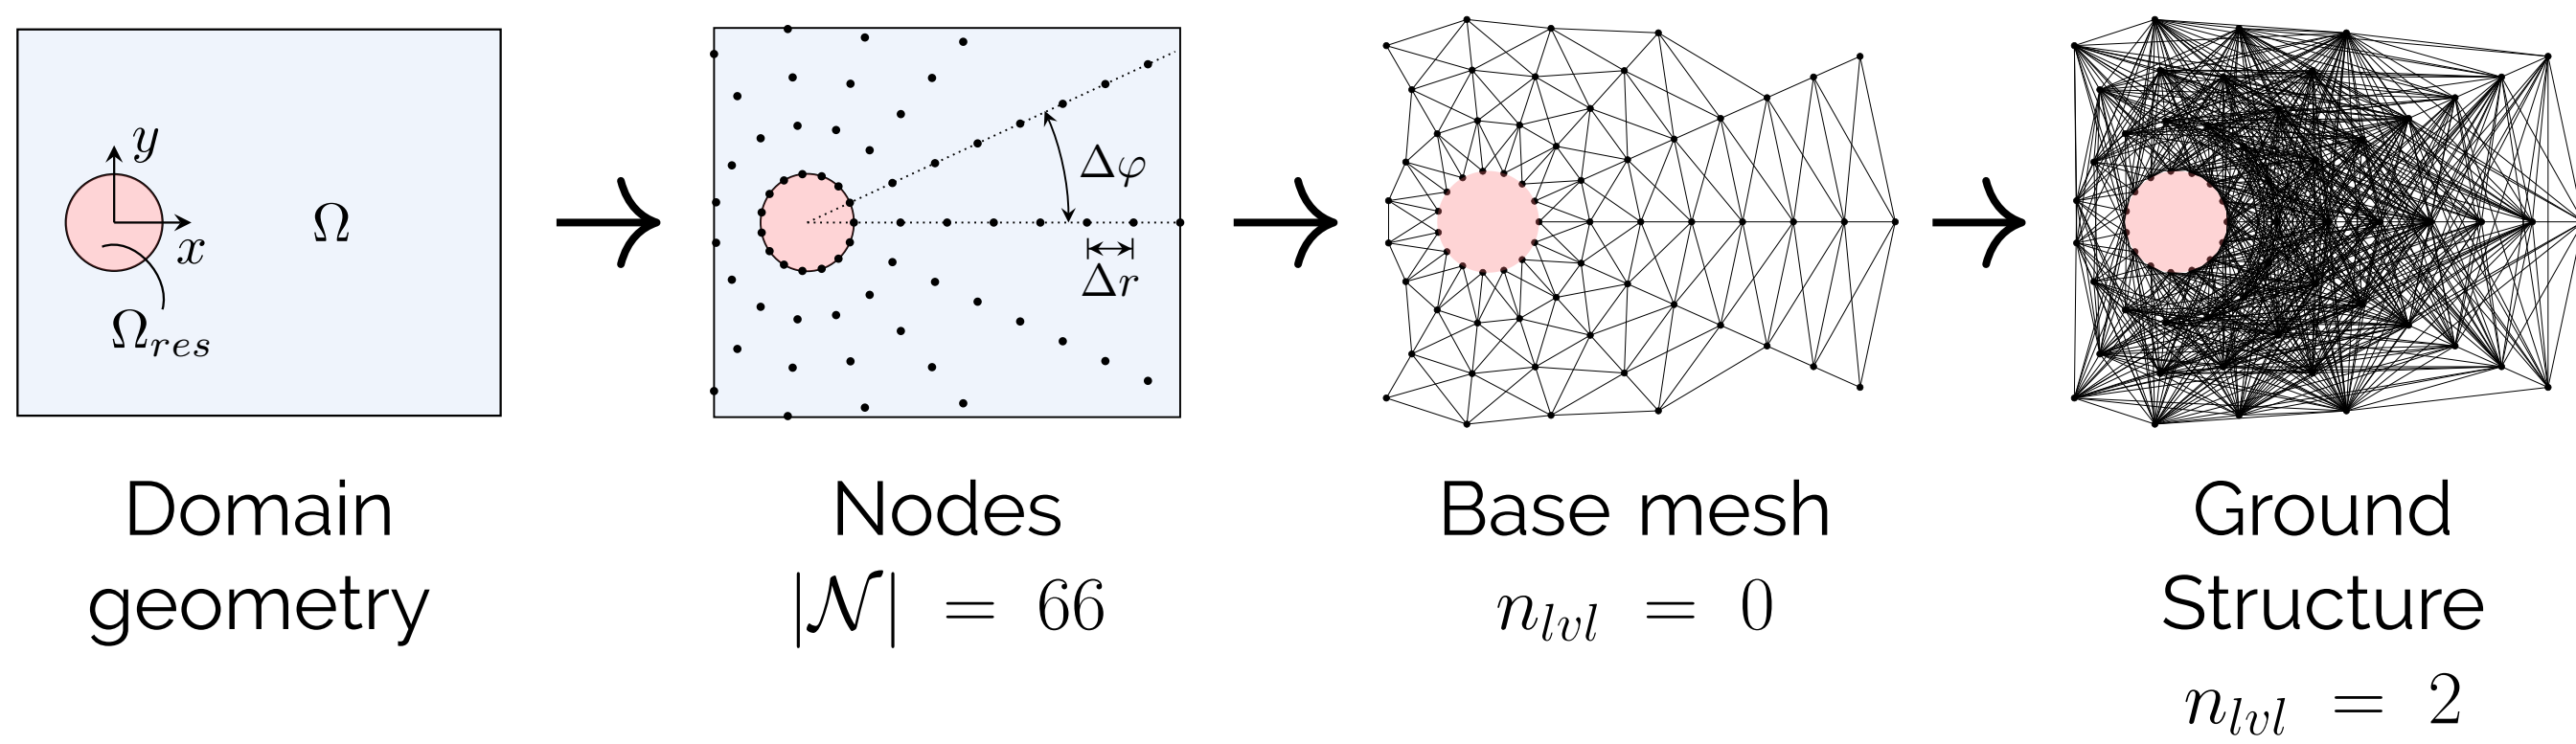 y
x
Ω
Ω_res
Δφ
Δr
Domain
geometry
Nodes
|𝒩| = 66
Base mesh
n_lvl = 0
Ground
Structure
n_lvl = 2